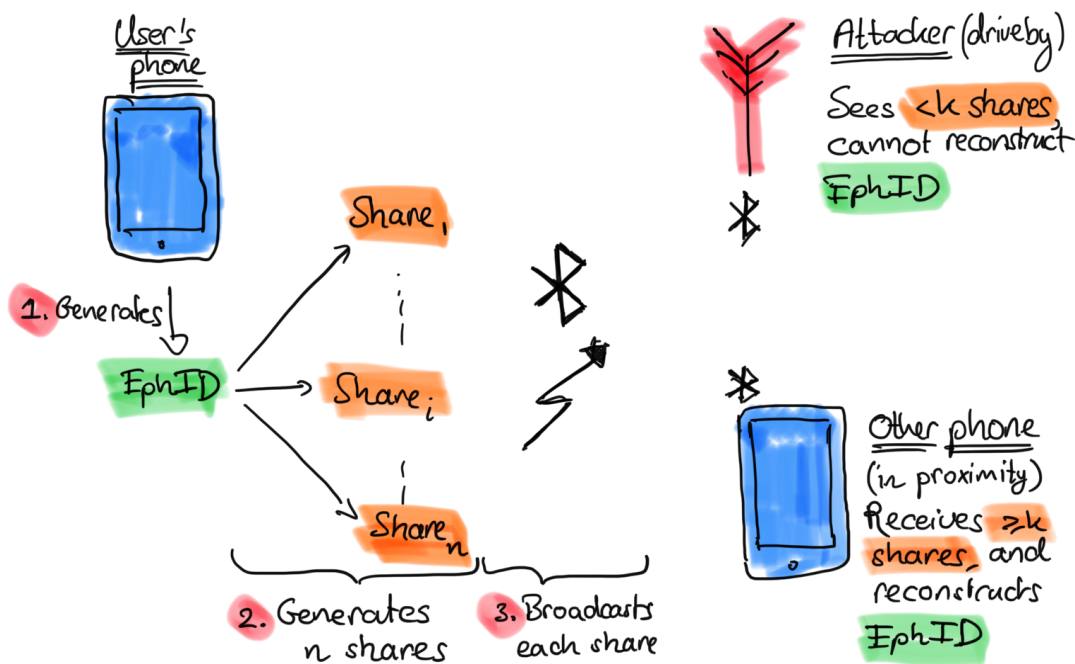 User's
phone
1. Generates
EphID
Share₁
Shareᵢ
Shareₙ
2. Generates
n shares
3. Broadcasts
each share
Attacker (driveby)
Sees <k shares,
cannot reconstruct
EphID
Other phone
(in proximity)
Receives ≥k
shares, and
reconstructs
EphID